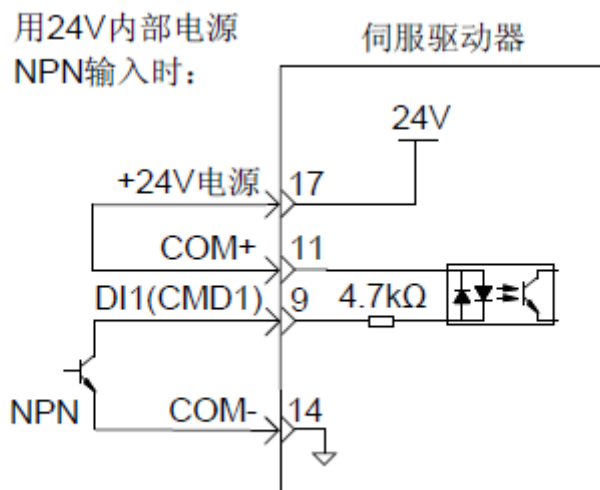 用24V内部电源
NPN输入时：
伺服驱动器
24V
+24V电源
17
COM+
11
DI1(CMD1)
9
4.7kΩ
NPN
COM-
14